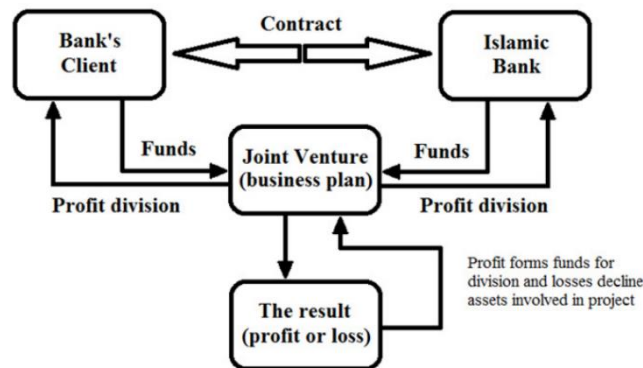 Contract
Bank's
Client
Islamic
Bank
Funds
Funds
Joint Venture
(business plan)
Profit division
Profit division
Profit forms funds for
division and losses decline
assets involved in project
The result
(profit or loss)